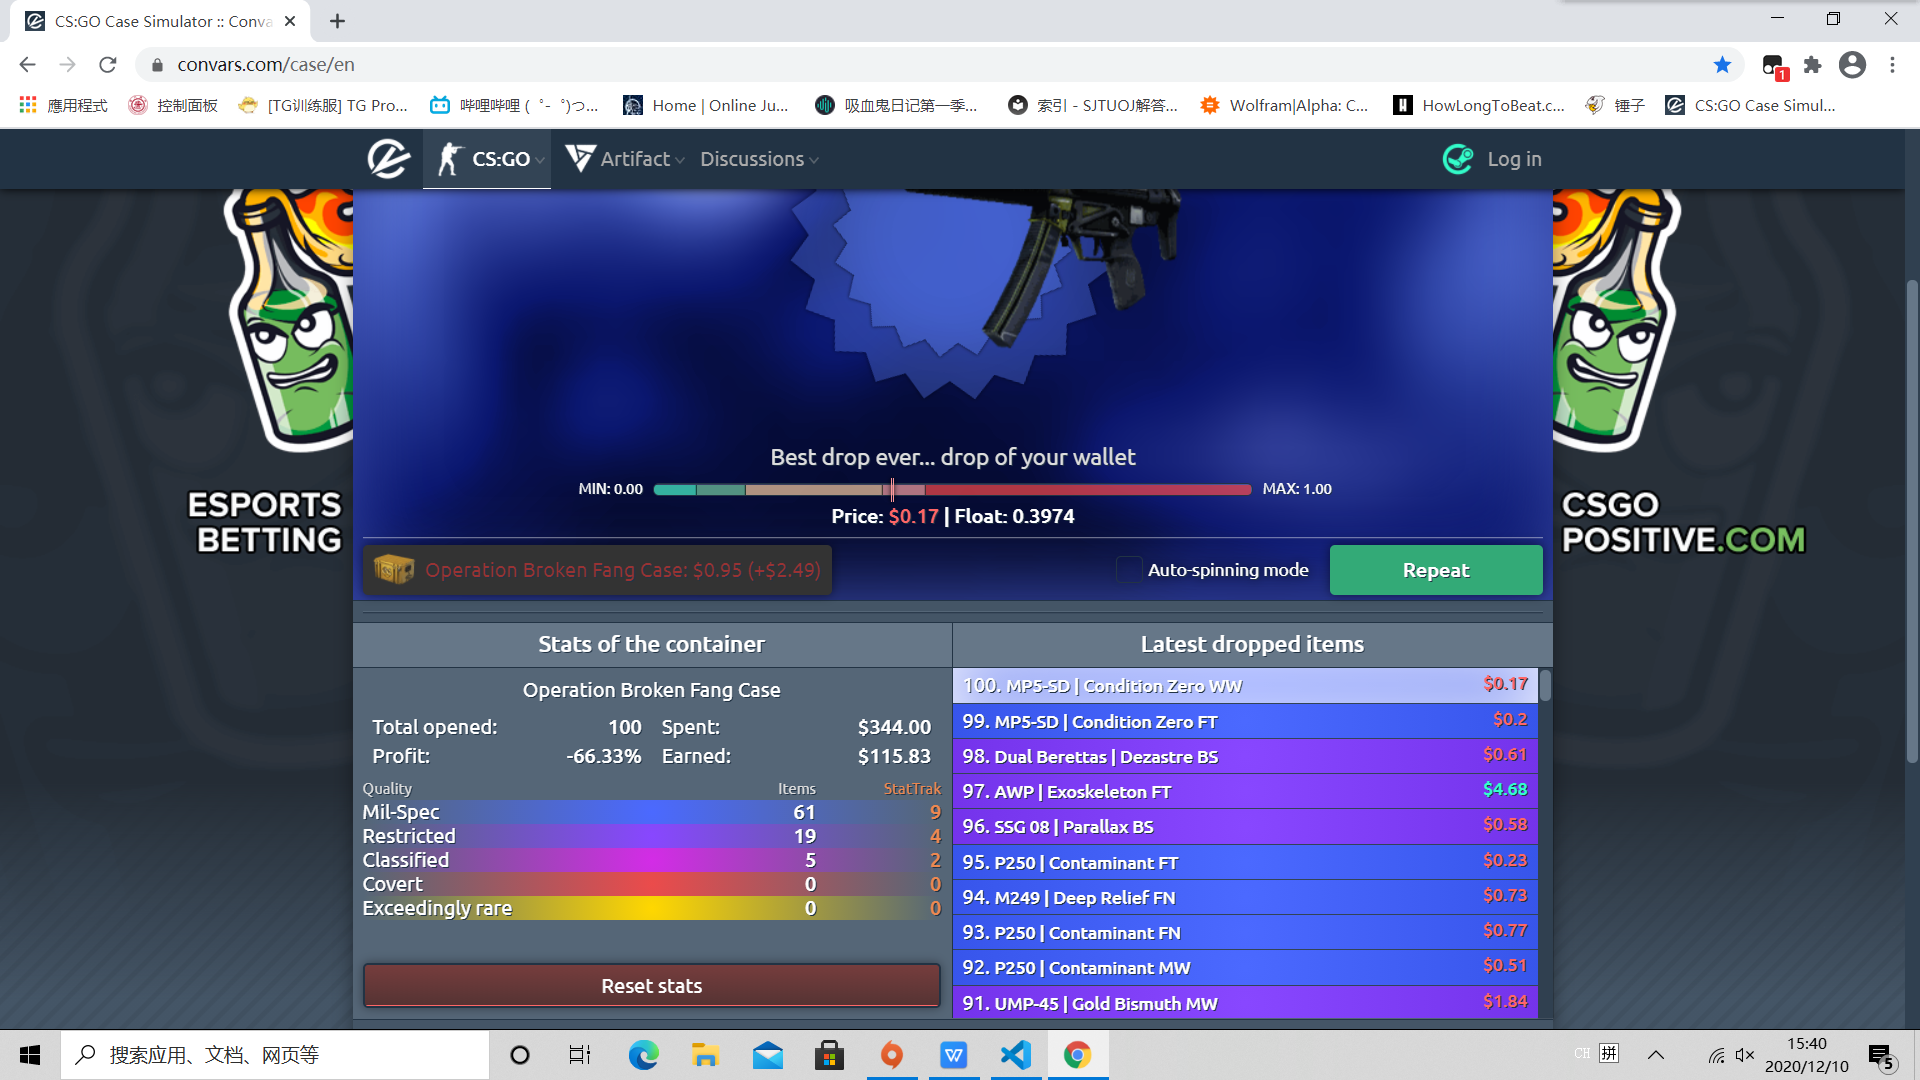 CS:GO Case Simulator :: Conva
convars.com/case/en
1
應用程式
控制面板
[TG训练服] TG Pro...
哔哩哔哩 ( ゜- ゜)つ...
Home | Online Ju...
吸血鬼日记第一季...
索引 - SJTUOJ解答...
Wolfram|Alpha: C...
HowLongToBeat.c...
锤子
CS:GO Case Simul...
CS:GO
Artifact
Discussions
Log in
ESPORTS
BETTING
CSGO
POSITIVE.COM
Best drop ever... drop of your wallet
MIN: 0.00
MAX: 1.00
Price: $0.17 | Float: 0.3974
Operation Broken Fang Case: $0.95 (+$2.49)
Auto-spinning mode
Repeat
Stats of the container
Operation Broken Fang Case
Total opened: 100 Spent: $344.00
Profit: -66.33% Earned: $115.83
Quality Items StatTrak
Mil-Spec 61 9
Restricted 19 4
Classified 5 2
Covert 0 0
Exceedingly rare 0 0
Reset stats
Latest dropped items
100. MP5-SD | Condition Zero WW $0.17
99. MP5-SD | Condition Zero FT $0.2
98. Dual Berettas | Dezastre BS $0.61
97. AWP | Exoskeleton FT $4.68
96. SSG 08 | Parallax BS $0.58
95. P250 | Contaminant FT $0.23
94. M249 | Deep Relief FN $0.73
93. P250 | Contaminant FN $0.77
92. P250 | Contaminant MW $0.51
91. UMP-45 | Gold Bismuth MW $1.84
搜索应用、文档、网页等
CH 拼
15:40
2020/12/10
5